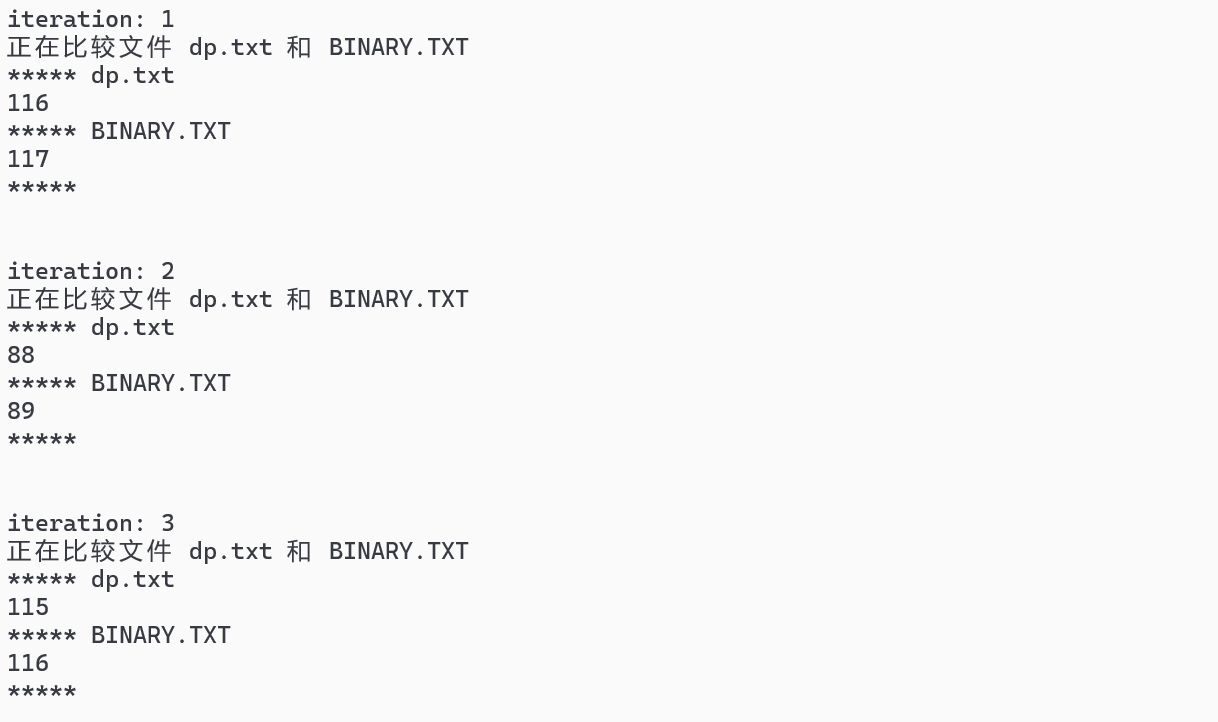 iteration: 1
正在比较文件 dp.txt 和 BINARY.TXT
***** dp.txt
116
***** BINARY.TXT
117
*****
iteration: 2
正在比较文件 dp.txt 和 BINARY.TXT
***** dp.txt
88
***** BINARY.TXT
89
*****
iteration: 3
正在比较文件 dp.txt 和 BINARY.TXT
***** dp.txt
115
***** BINARY.TXT
116
*****